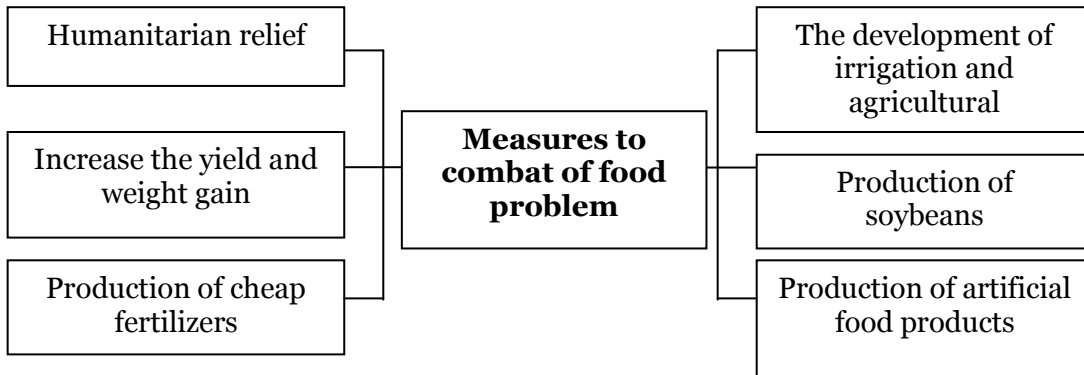 Humanitarian relief
Increase the yield and
weight gain
Production of cheap
fertilizers
Measures to
combat of food
problem
The development of
irrigation and
agricultural
Production of
soybeans
Production of artificial
food products